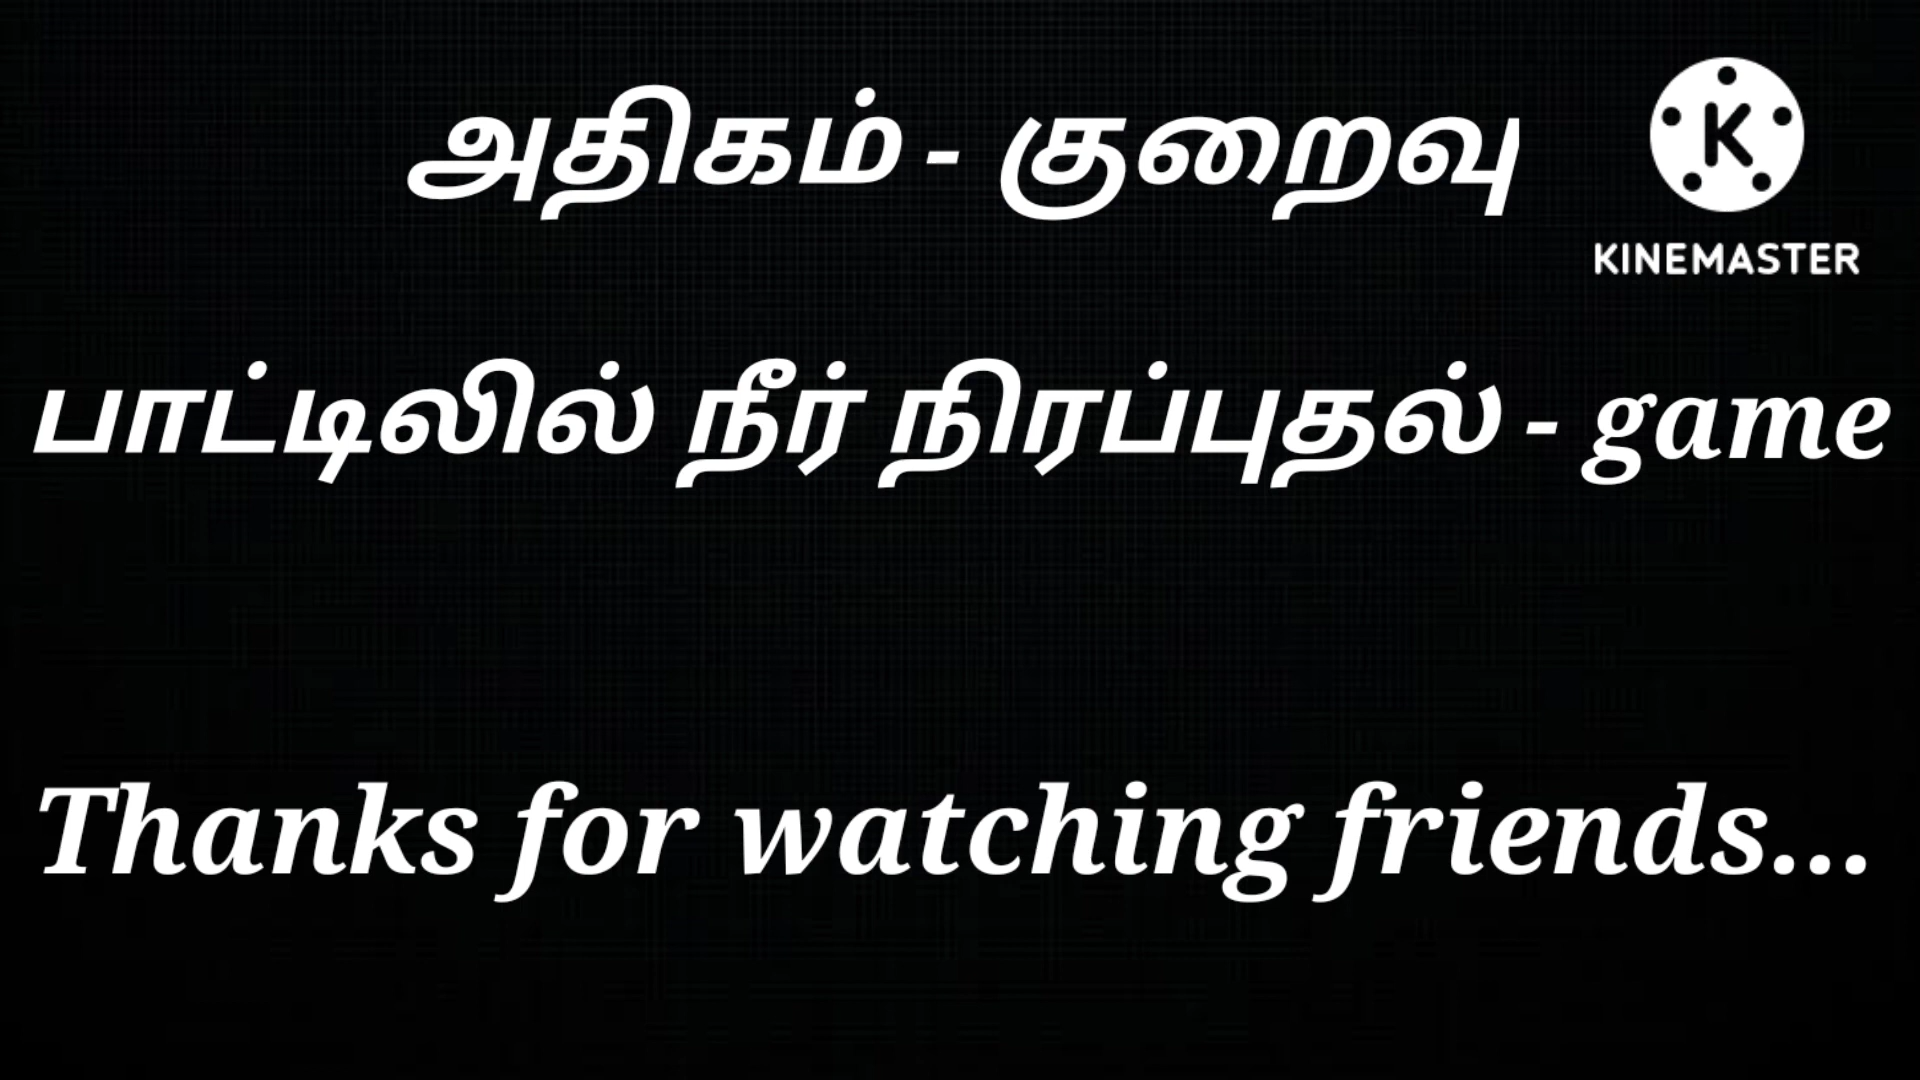 அதிகம் - குறைவு
KINEMASTER
பாட்டிலில் நீர் நிரப்புதல் - game
Thanks for watching friends...